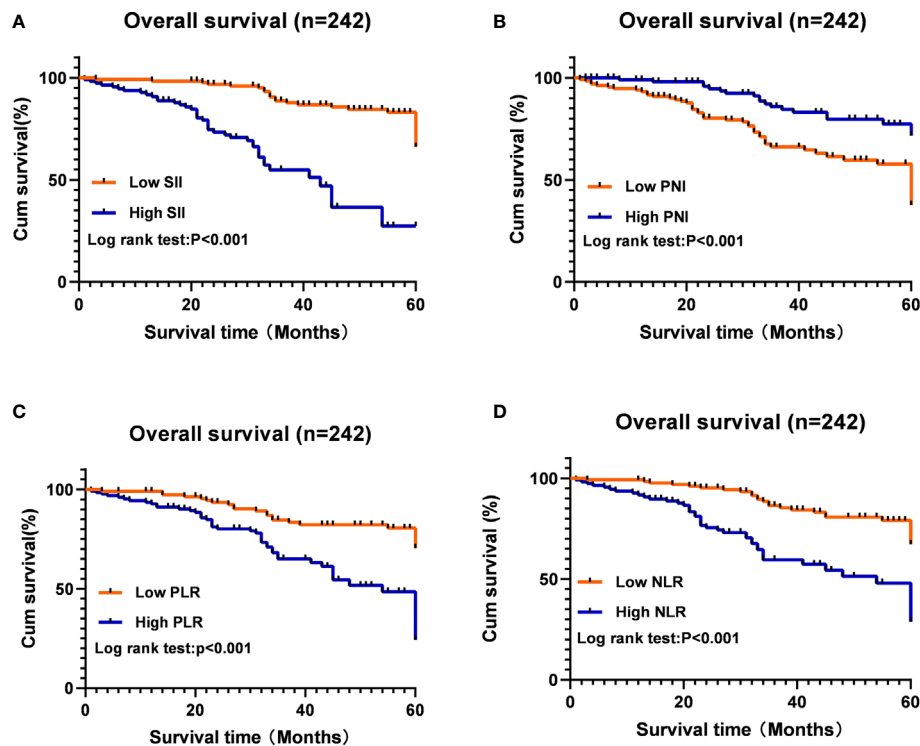 A
Overall survival (n=242)
100
50
0
0 20 40 60
Cum survival(%)
Low SII
High SII
Log rank test:P<0.001
Survival time（Months）
B
Overall survival (n=242)
100
50
0
0 20 40 60
Cum survival (%)
Low PNI
High PNI
Log rank test:P<0.001
Survival time（Months）
C
Overall survival (n=242)
100
50
0
0 20 40 60
Cum survival(%)
Low PLR
High PLR
Log rank test:p<0.001
Survival time（Months）
D
Overall survival (n=242)
100
50
0
0 20 40 60
Cum survival (%)
Low NLR
High NLR
Log rank test:P<0.001
Survival time（Months）